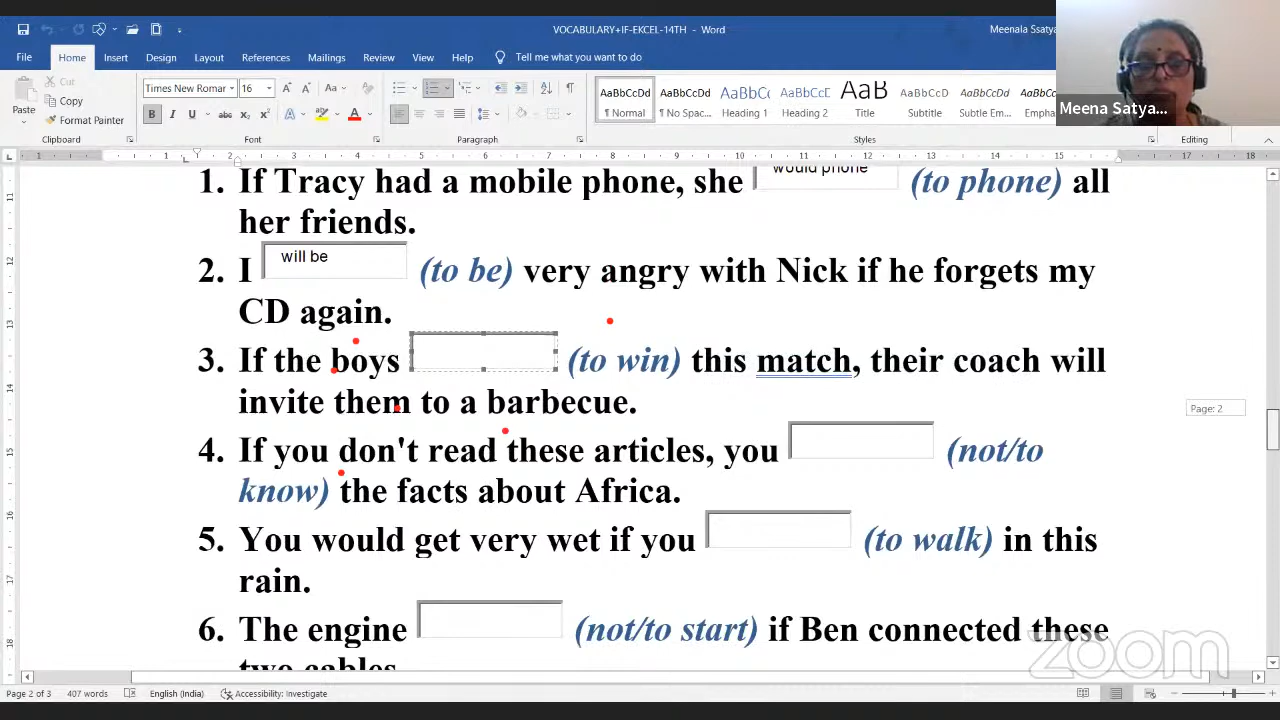 VOCABULARY+IF-EKCEL-14TH - Word
Meenala Ssatya
File Home Insert Design Layout References Mailings Review View Help Tell me what you want to do
Paste
Cut
Copy
Format Painter
Clipboard
Times New Romar 16
Font
Paragraph
AaBbCcDd AaBbCcDd AaBbCc AaBbCcC AaB AaBbCcD AaBbCcDd AaBbCc
¶ Normal ¶ No Spac... Heading 1 Heading 2 Title Subtitle Subtle Em... Empha
Styles
Editing
Meena Satya...
1. If Tracy had a mobile phone, she would phone (to phone) all
her friends.
2. I will be (to be) very angry with Nick if he forgets my
CD again.
3. If the boys (to win) this match, their coach will
invite them to a barbecue.
4. If you don't read these articles, you (not/to
know) the facts about Africa.
5. You would get very wet if you (to walk) in this
rain.
6. The engine (not/to start) if Ben connected these
two cables.
Page: 2
zoom
Page 2 of 3 407 words English (India) Accessibility: Investigate